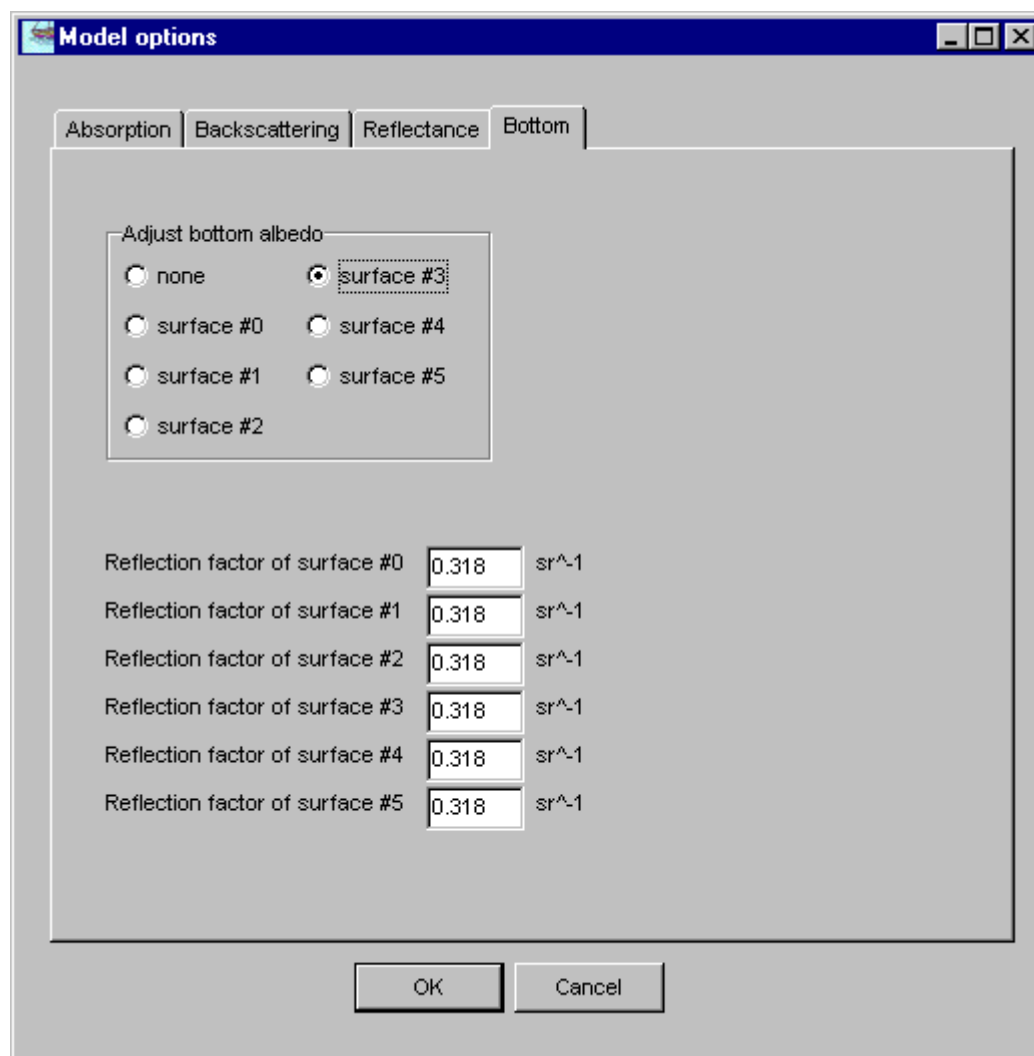 Model options
Absorption Backscattering Reflectance Bottom
Adjust bottom albedo
none surface #3
surface #0 surface #4
surface #1 surface #5
surface #2
Reflection factor of surface #0 0.318 sr^-1
Reflection factor of surface #1 0.318 sr^-1
Reflection factor of surface #2 0.318 sr^-1
Reflection factor of surface #3 0.318 sr^-1
Reflection factor of surface #4 0.318 sr^-1
Reflection factor of surface #5 0.318 sr^-1
OK Cancel